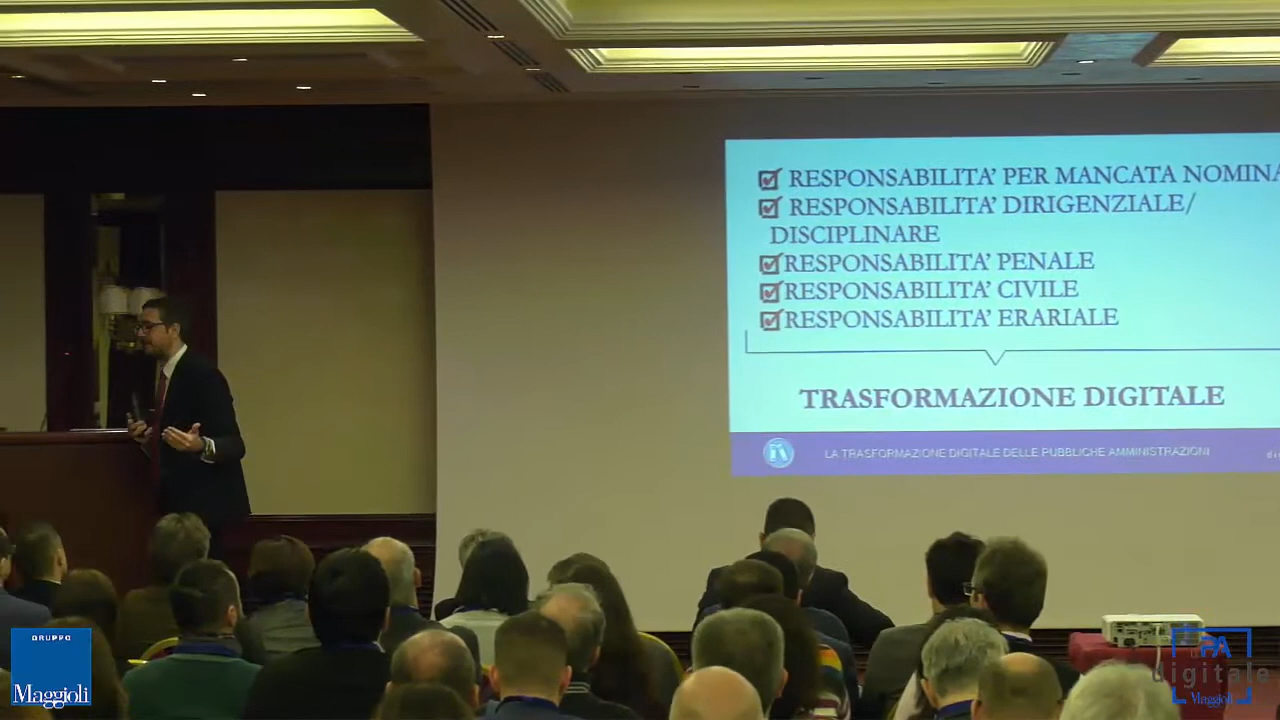 RESPONSABILITA' PER MANCATA NOMINA
RESPONSABILITA' DIRIGENZIALE/
DISCIPLINARE
RESPONSABILITA' PENALE
RESPONSABILITA' CIVILE
RESPONSABILITA' ERARIALE
TRASFORMAZIONE DIGITALE
LA TRASFORMAZIONE DIGITALE DELLE PUBBLICHE AMMINISTRAZIONI
GRUPPO
Maggioli
PA
digitale
Maggioli